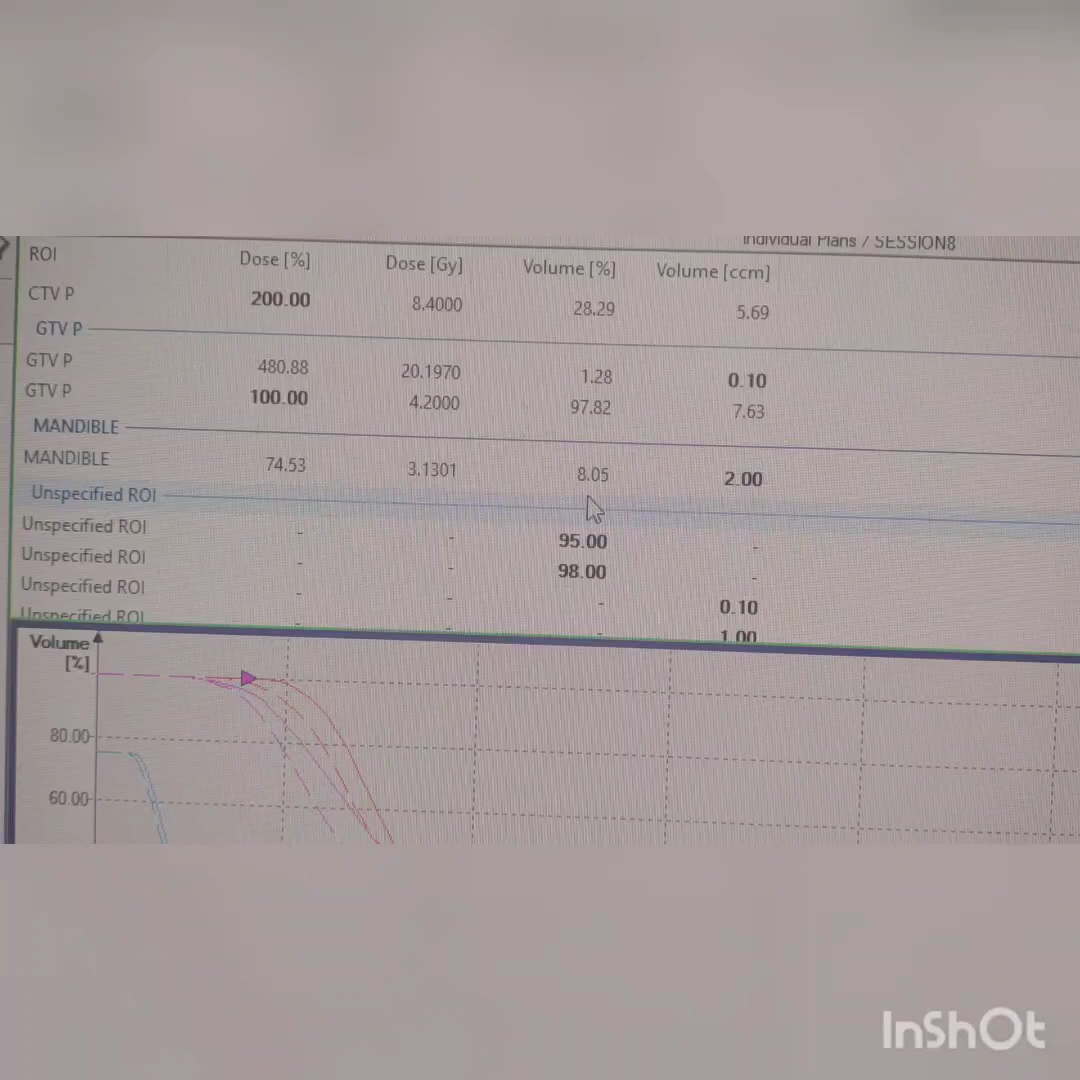 Individual Plans / SESSION8
ROI Dose [%] Dose [Gy] Volume [%] Volume [ccm]
CTV P 200.00 8.4000 28.29 5.69
GTV P
GTV P 480.88 20.1970 1.28 0.10
GTV P 100.00 4.2000 97.82 7.63
MANDIBLE
MANDIBLE 74.53 3.1301 8.05 2.00
Unspecified ROI
Unspecified ROI - - 95.00 -
Unspecified ROI - - 98.00 -
Unspecified ROI - - - 0.10
Unspecified ROI - - - 1.00
Volume
[%]
80.00
60.00
InShOt